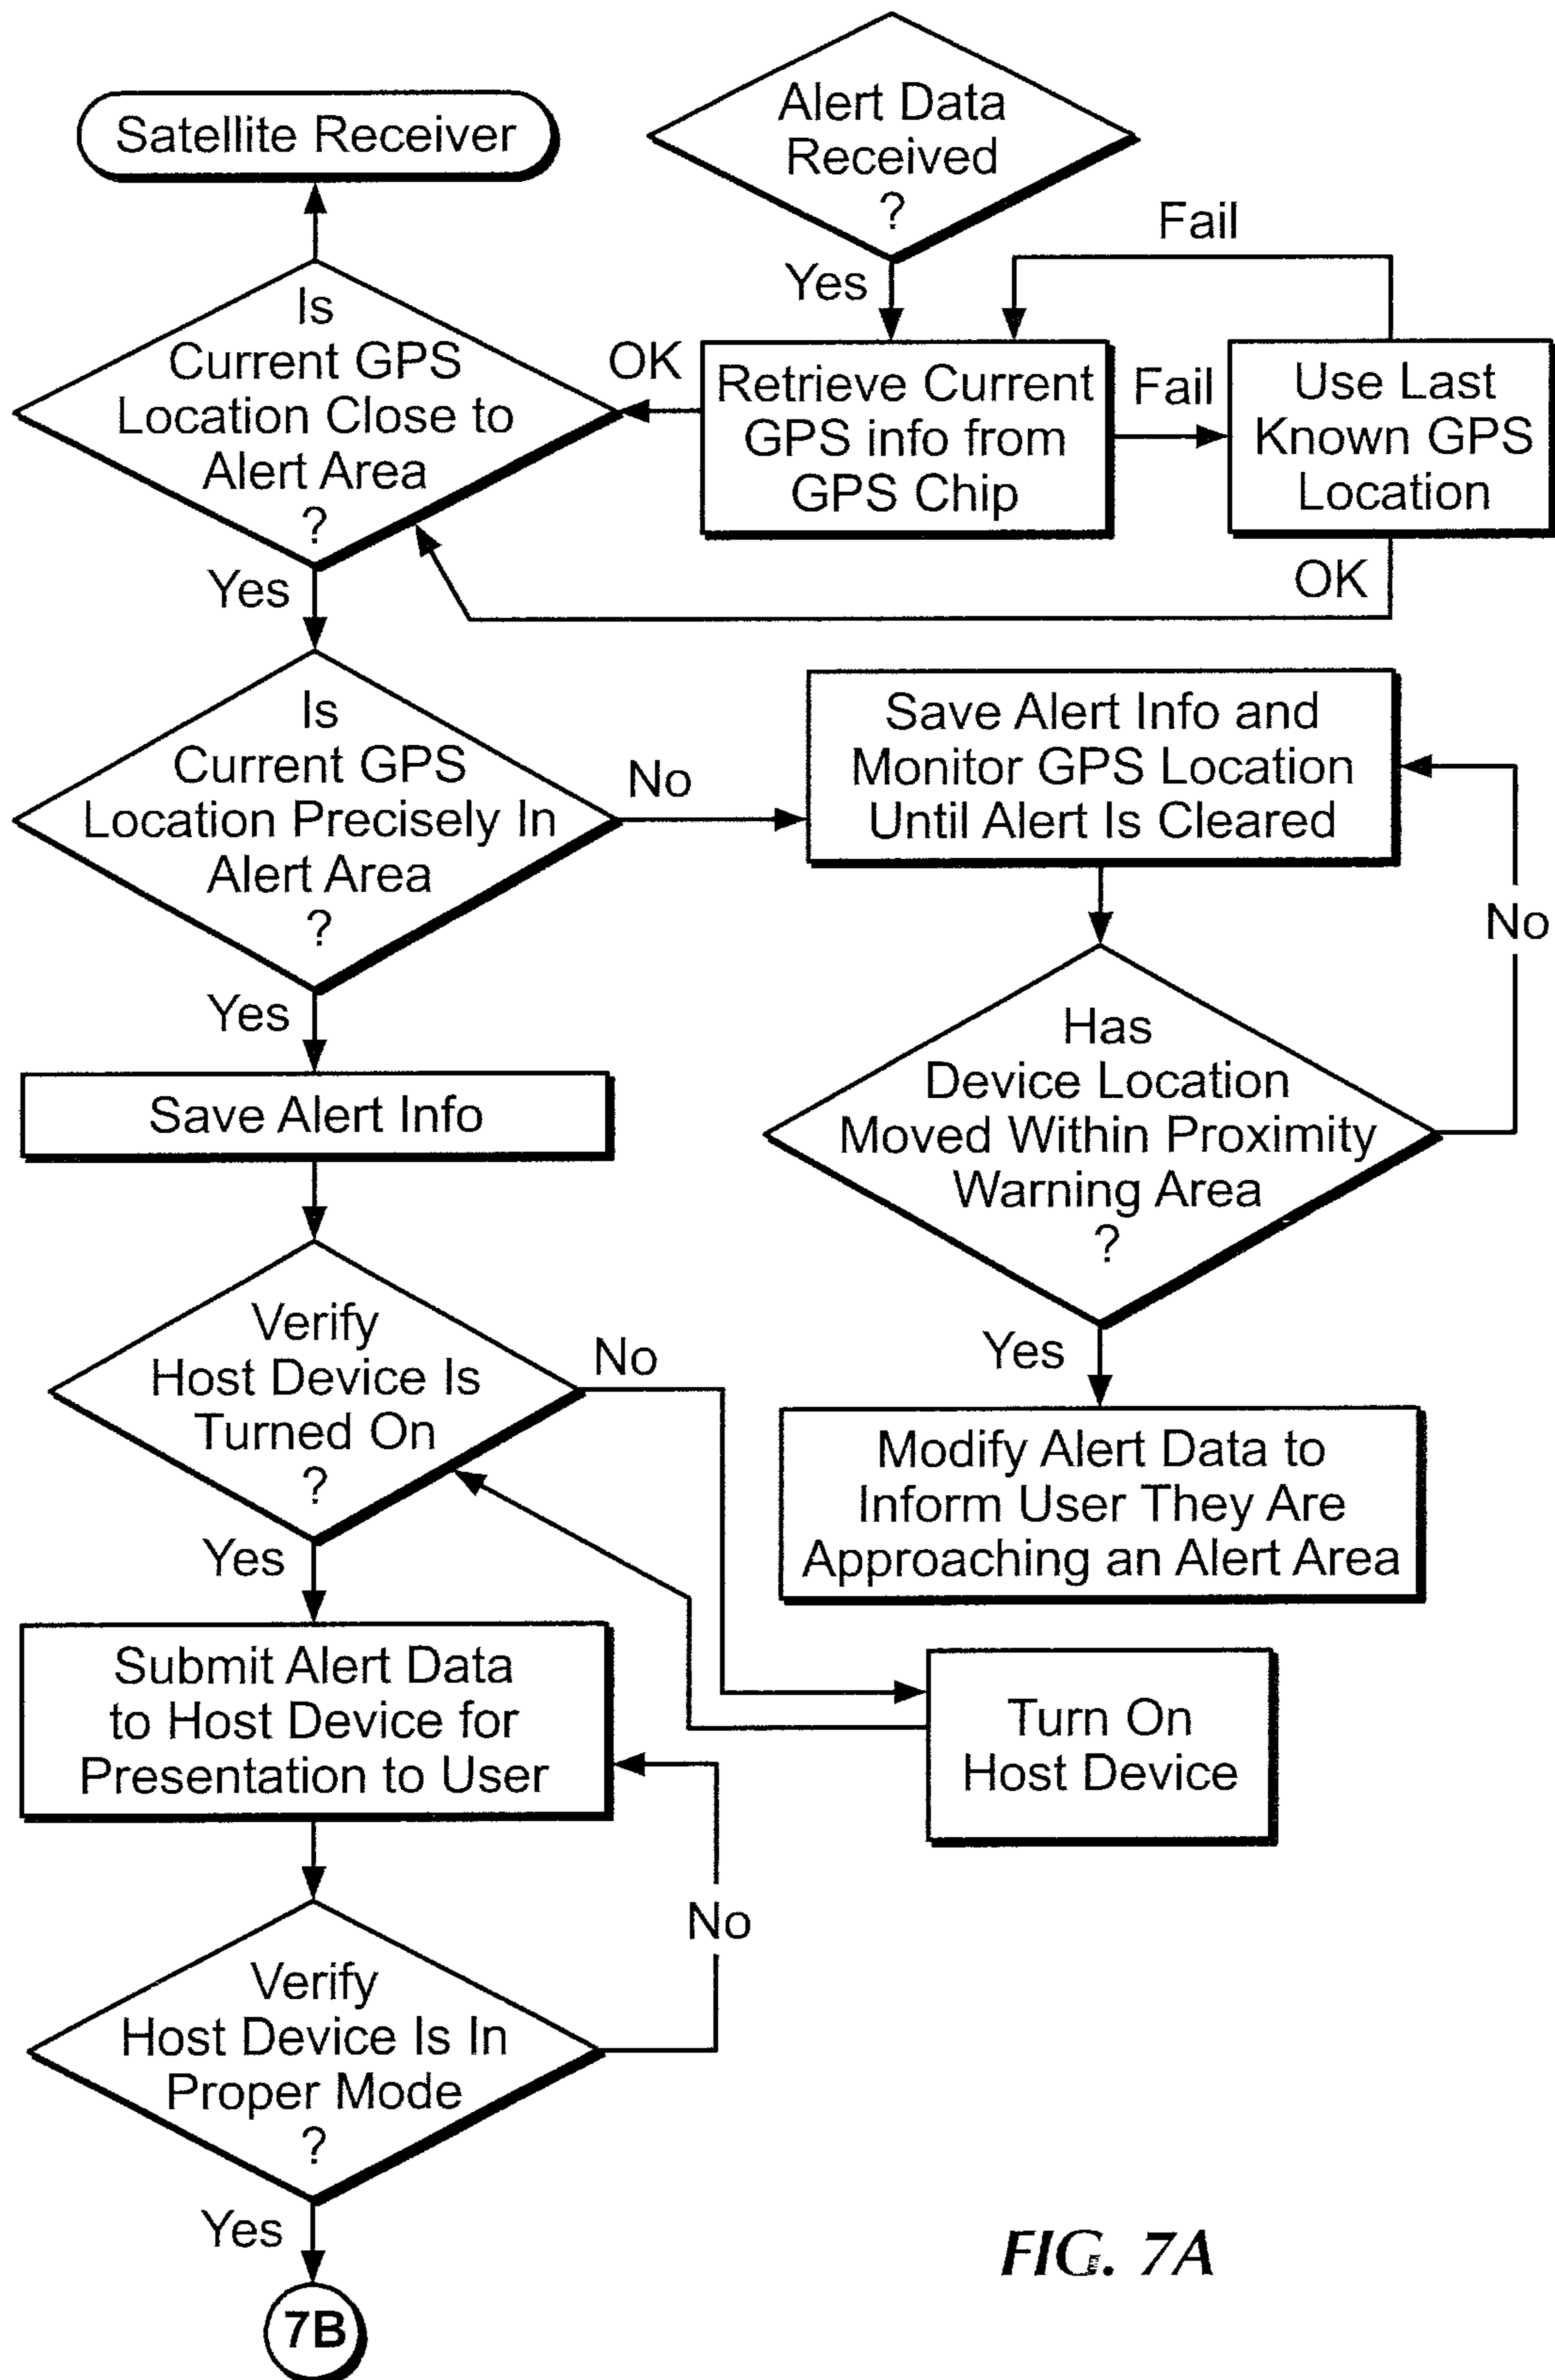 Alert Data
Received
?
Satellite Receiver
Fail
Yes
Is
Current GPS
Location Close to
Alert Area
?
OK
Retrieve Current
GPS info from
GPS Chip
Fail
Use Last
Known GPS
Location
OK
Yes
Is
Current GPS
Location Precisely In
Alert Area
?
No
Save Alert Info and
Monitor GPS Location
Until Alert Is Cleared
No
Yes
Save Alert Info
Has
Device Location
Moved Within Proximity
Warning Area
?
Verify
Host Device Is
Turned On
?
No
Yes
Modify Alert Data to
Inform User They Are
Approaching an Alert Area
Yes
Submit Alert Data
to Host Device for
Presentation to User
Turn On
Host Device
No
Verify
Host Device Is In
Proper Mode
?
Yes
7B
FIG. 7A